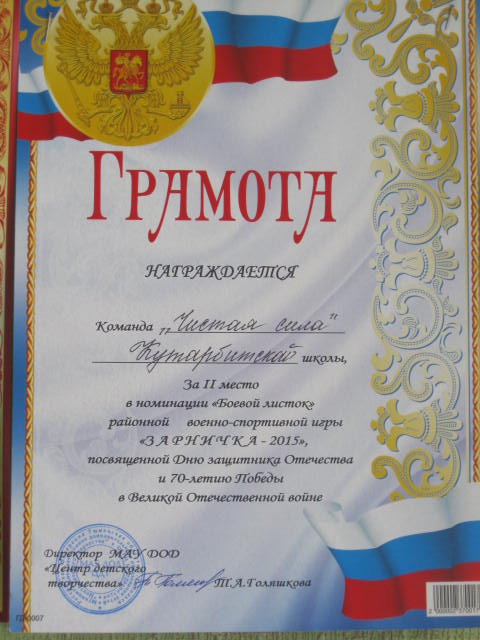 ГРАМОТА
НАГРАЖДАЕТСЯ
Команда „Чистая сила"
Кутарбитской школы,
За II место
в номинации «Боевой листок»
районной военно-спортивной игры
«ЗАРНИЧКА - 2015»,
посвященной Дню защитника Отечества
и 70-летию Победы
в Великой Отечественной войне
Директор МАУ ДОД
«Центр детского
творчества» Т.А.Голяшкова